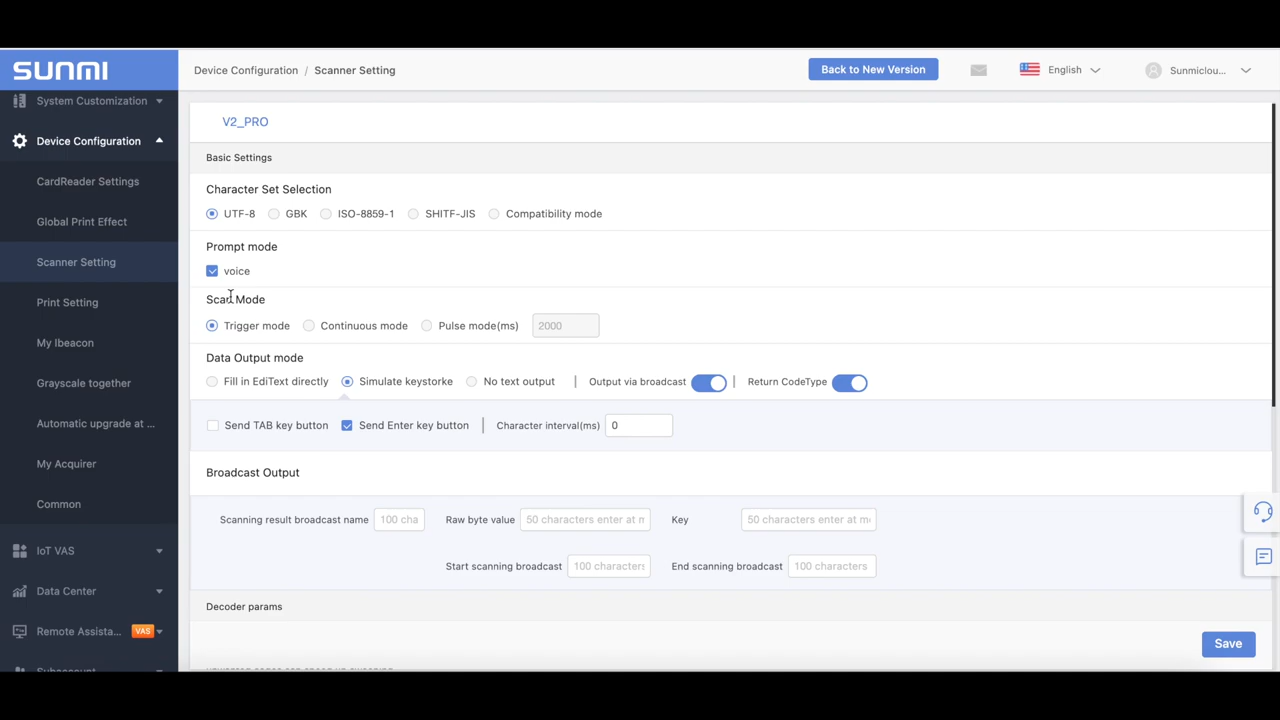 SUNMI
Device Configuration / Scanner Setting
Back to New Version
English
Sunmiclou...
System Customization
Device Configuration
CardReader Settings
Global Print Effect
Scanner Setting
Print Setting
My Ibeacon
Grayscale together
Automatic upgrade at ...
My Acquirer
Common
IoT VAS
Data Center
Remote Assista... VAS
Subaccount
V2_PRO
Basic Settings
Character Set Selection
UTF-8 GBK ISO-8859-1 SHITF-JIS Compatibility mode
Prompt mode
voice
Scan Mode
Trigger mode Continuous mode Pulse mode(ms) 2000
Data Output mode
Fill in EdiText directly Simulate keystorke No text output | Output via broadcast | Return CodeType
Send TAB key button Send Enter key button | Character interval(ms) 0
Broadcast Output
Scanning result broadcast name 100 cha Raw byte value 50 characters enter at m Key 50 characters enter at mo
Start scanning broadcast 100 characters End scanning broadcast 100 characters
Decoder params
Save